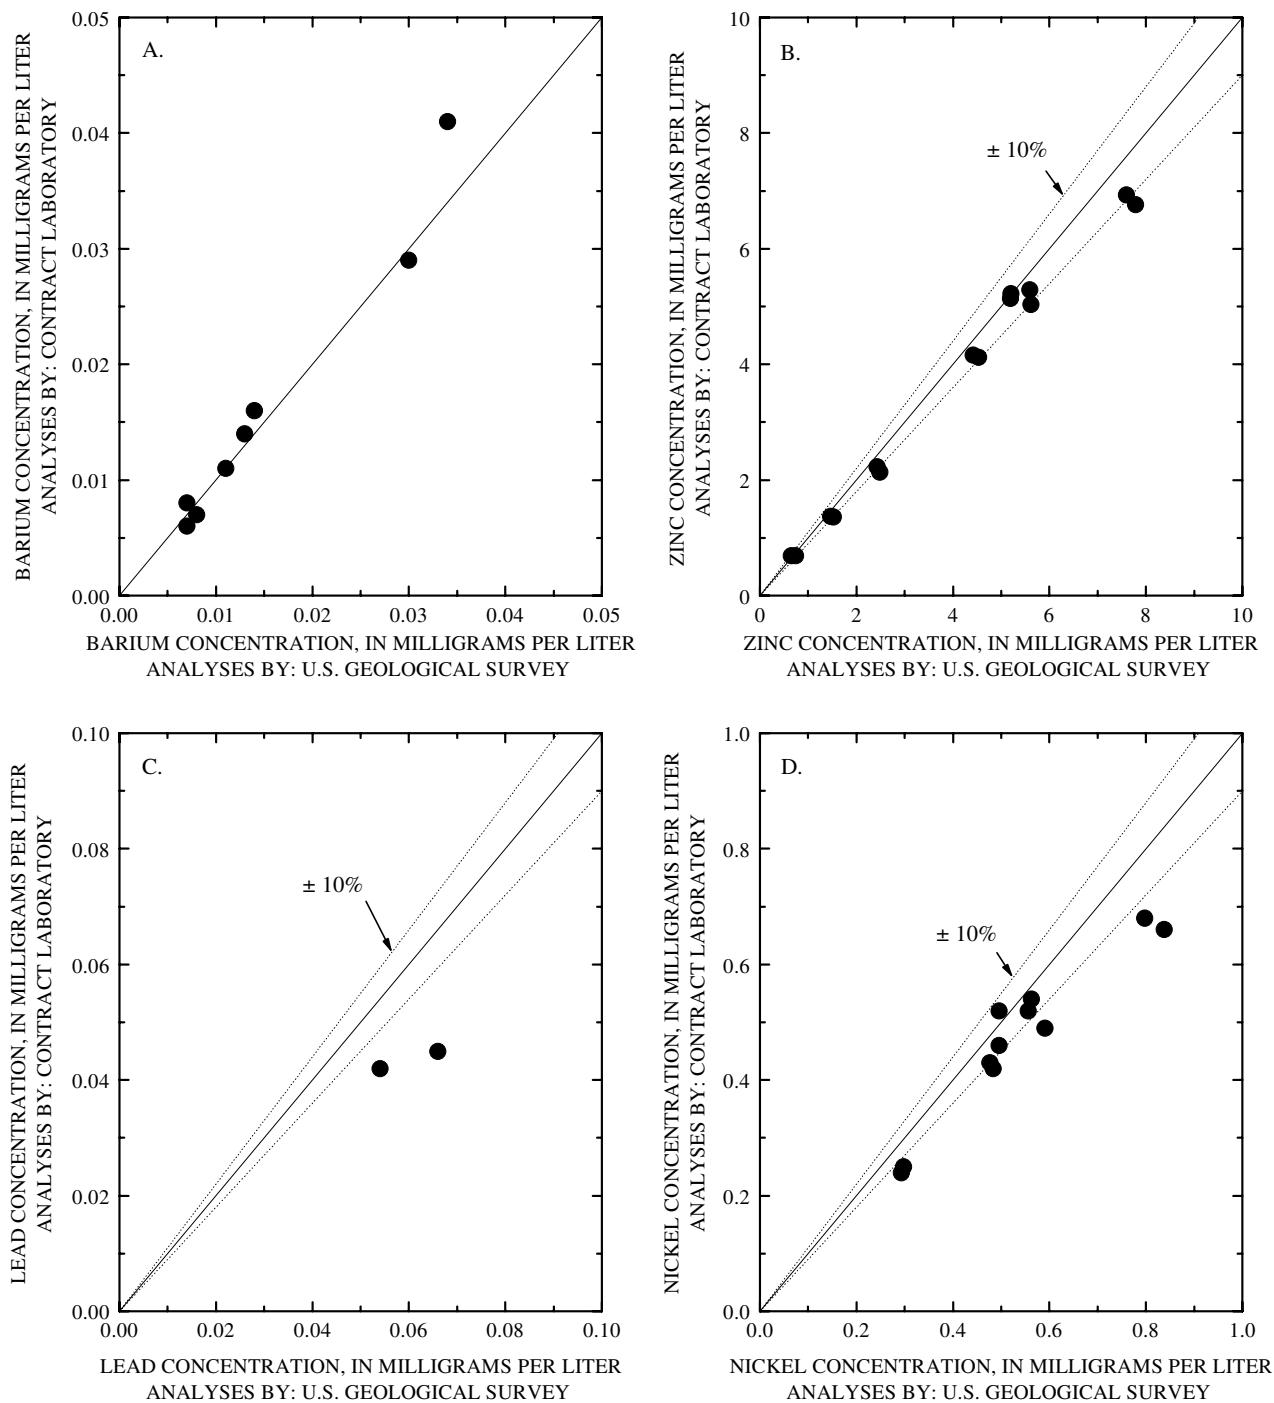 A.
0.05
0.04
0.03
0.02
0.01
0.00
BARIUM CONCENTRATION, IN MILLIGRAMS PER LITER
ANALYSES BY: CONTRACT LABORATORY
0.00 0.01 0.02 0.03 0.04 0.05
BARIUM CONCENTRATION, IN MILLIGRAMS PER LITER
ANALYSES BY: U.S. GEOLOGICAL SURVEY
B.
10
8
6
4
2
0
ZINC CONCENTRATION, IN MILLIGRAMS PER LITER
ANALYSES BY: CONTRACT LABORATORY
± 10%
0 2 4 6 8 10
ZINC CONCENTRATION, IN MILLIGRAMS PER LITER
ANALYSES BY: U.S. GEOLOGICAL SURVEY
C.
0.10
0.08
0.06
0.04
0.02
0.00
LEAD CONCENTRATION, IN MILLIGRAMS PER LITER
ANALYSES BY: CONTRACT LABORATORY
± 10%
0.00 0.02 0.04 0.06 0.08 0.10
LEAD CONCENTRATION, IN MILLIGRAMS PER LITER
ANALYSES BY: U.S. GEOLOGICAL SURVEY
D.
1.0
0.8
0.6
0.4
0.2
0.0
NICKEL CONCENTRATION, IN MILLIGRAMS PER LITER
ANALYSES BY: CONTRACT LABORATORY
± 10%
0.0 0.2 0.4 0.6 0.8 1.0
NICKEL CONCENTRATION, IN MILLIGRAMS PER LITER
ANALYSES BY: U.S. GEOLOGICAL SURVEY